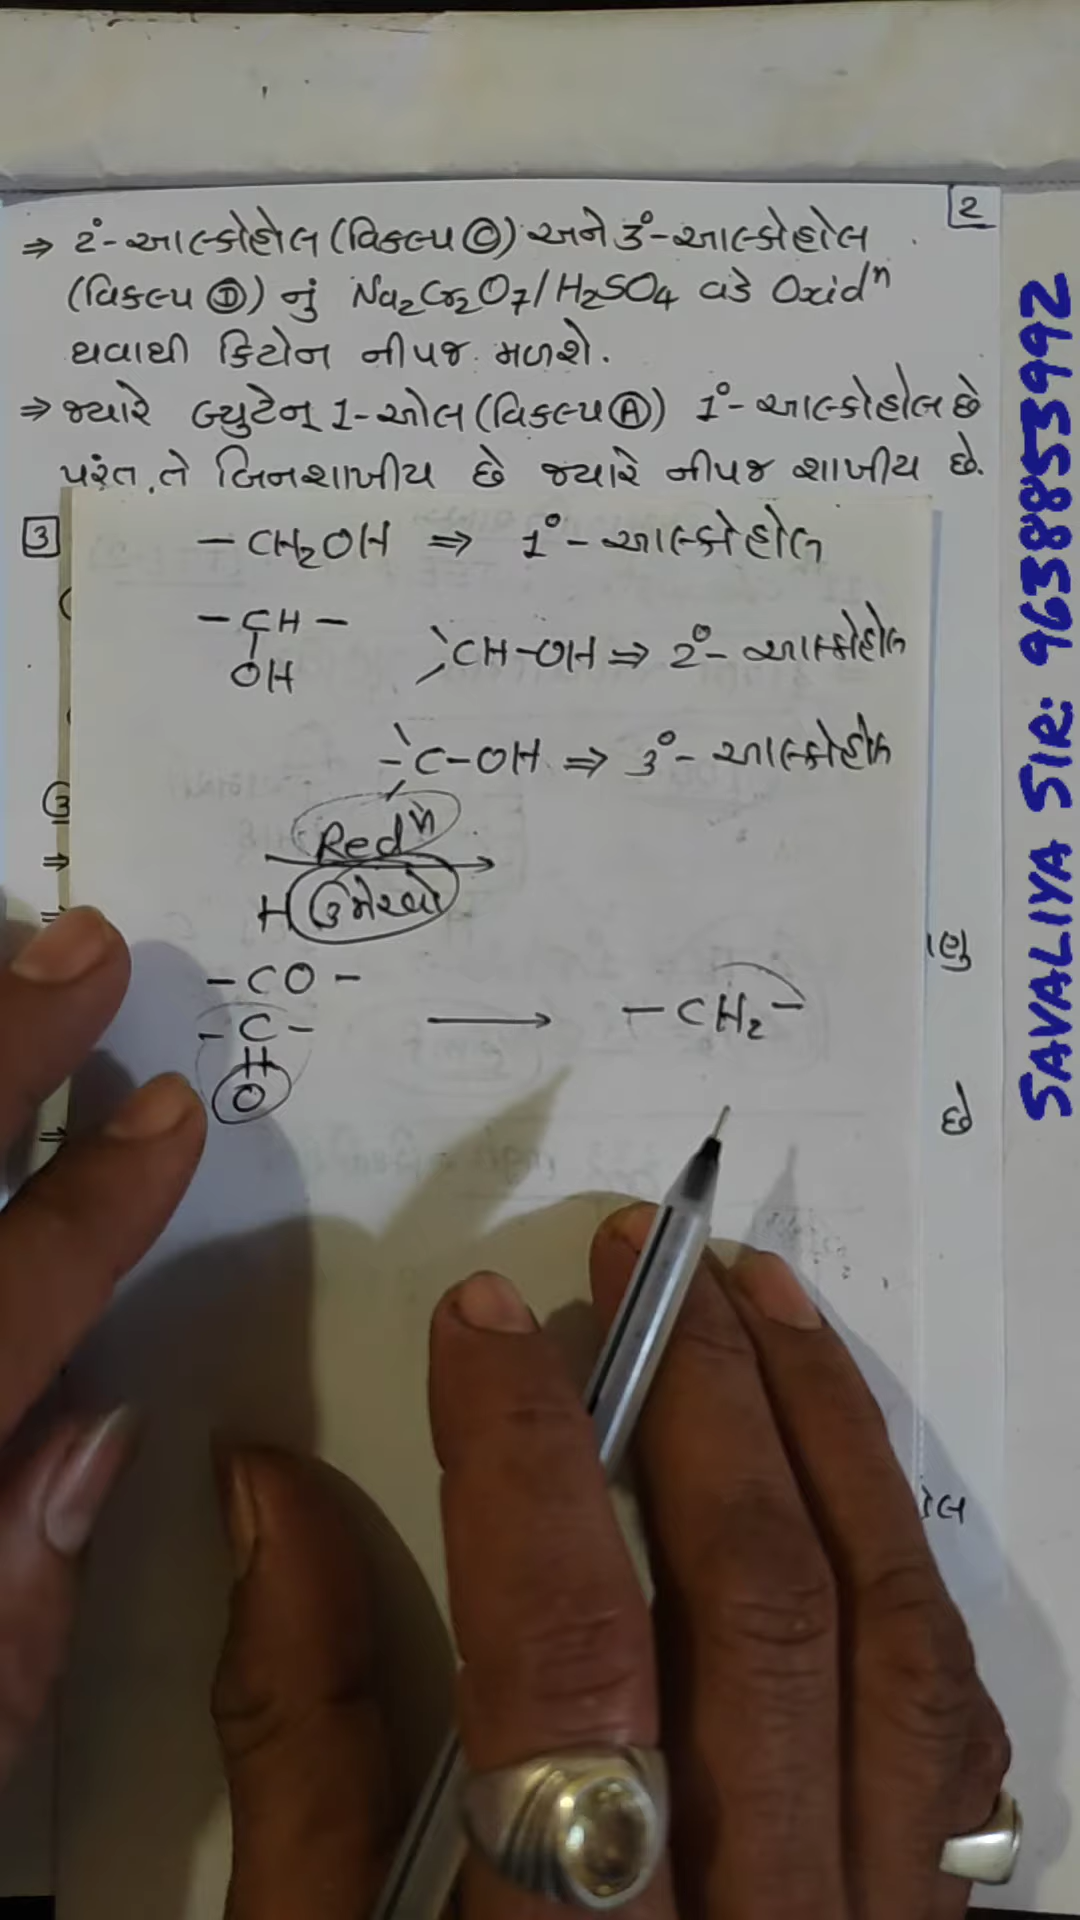 2
⇒ 2°-આલ્કોહોલ (વિકલ્પ Ⓒ) અને 3°-આલ્કોહોલ
(વિકલ્પ Ⓓ) નું Na₂Cr₂O₇/H₂SO₄ વડે Oxidⁿ
થવાથી કિટોન નીપજ મળશે.
⇒ જ્યારે બ્યુટેન્ 1-ઓલ (વિકલ્પ Ⓐ) 1°-આલ્કોહોલ છે
પરંતુ તે બિનશાખીય છે જ્યારે નીપજ શાખીય છે.
3
-CH₂OH ⇒ 1°-આલ્કોહોલ
-CH-
OH
CH-OH ⇒ 2°-આલ્કોહોલ
-C-OH ⇒ 3°-આલ્કોહોલ
Redⁿ
H ઉમેરવો
-CO-
-C-
O
→ -CH₂-
③
⇒
⇒
⇒
ણુ
છે
SAVALIYA SIR: 9638853992